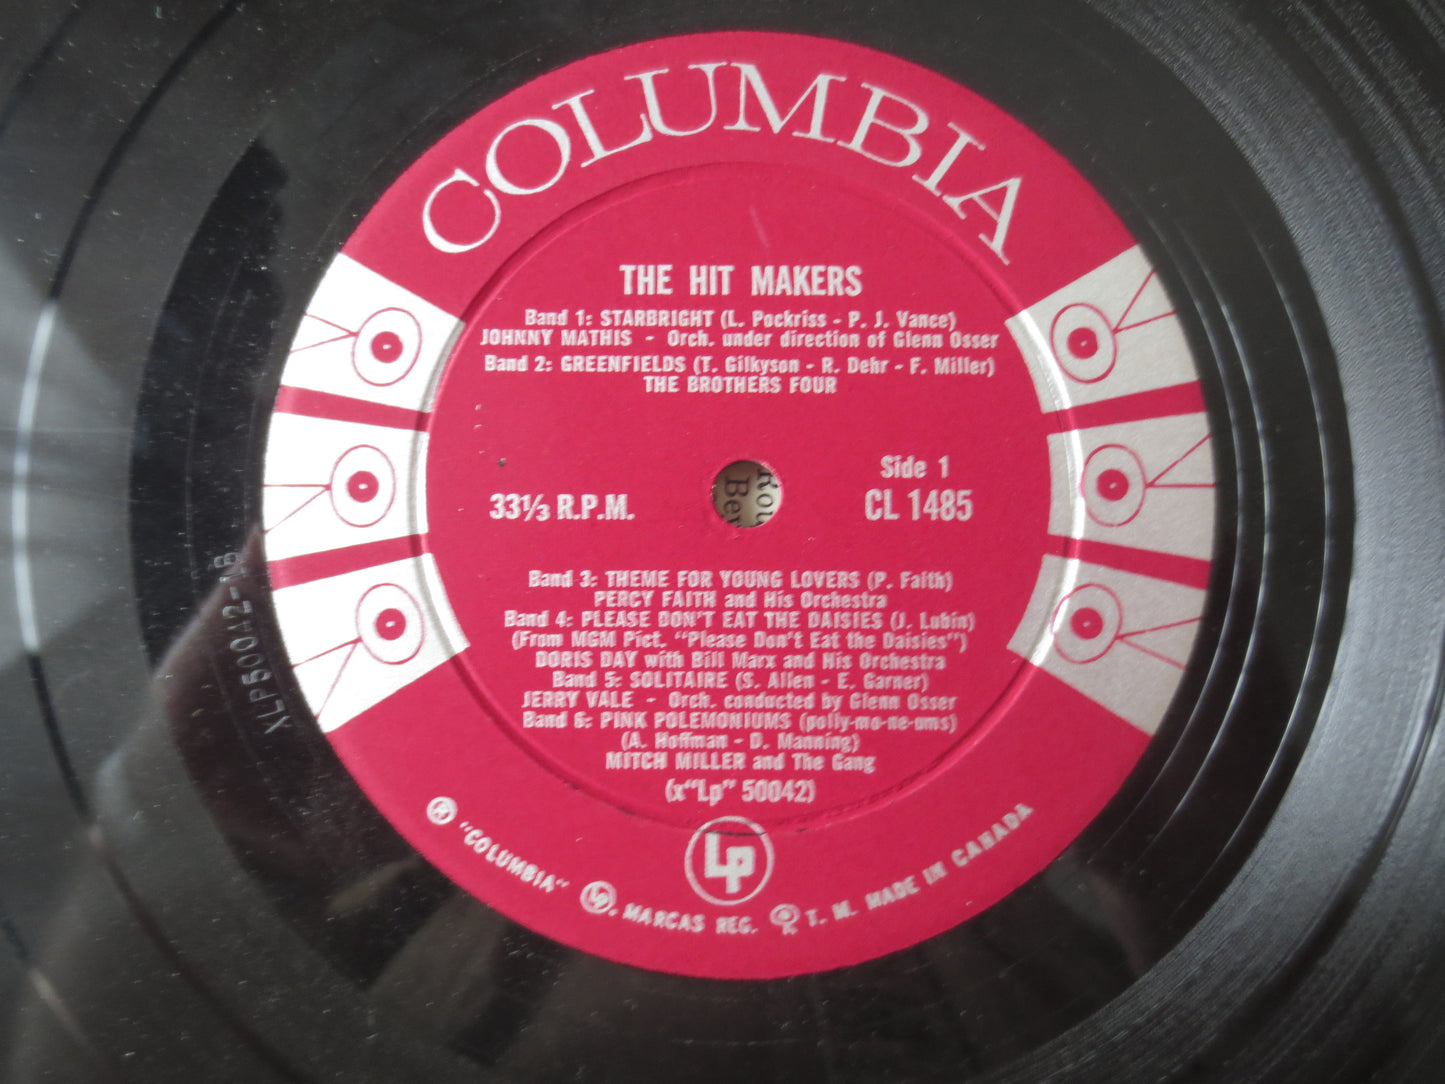 COLUMBIA
THE HIT MAKERS
Band 1: STARBRIGHT (L. Pockriss - P. J. Vance)
JOHNNY MATHIS - Orch. under direction of Glenn Osser
Band 2: GREENFIELDS (T. Gilkyson - R. Dehr - F. Miller)
THE BROTHERS FOUR
Side 1
33⅓ R.P.M.
CL 1485
Band 3: THEME FOR YOUNG LOVERS (P. Faith)
PERCY FAITH and His Orchestra
Band 4: PLEASE DON'T EAT THE DAISIES (J. Lubin)
(From MGM Pict. "Please Don't Eat the Daisies")
DORIS DAY with Bill Marx and His Orchestra
Band 5: SOLITAIRE (S. Allen - E. Garner)
JERRY VALE - Orch. conducted by Glenn Osser
Band 6: PINK POLEMONIUMS (polly-mo-ne-ums)
(A. Hoffman - D. Manning)
MITCH MILLER and The Gang
(x"Lp" 50042)
LP
® "COLUMBIA" LP. MARCAS REG. T. M. MADE IN CANADA
XLP50042-1B
Rou
Ber